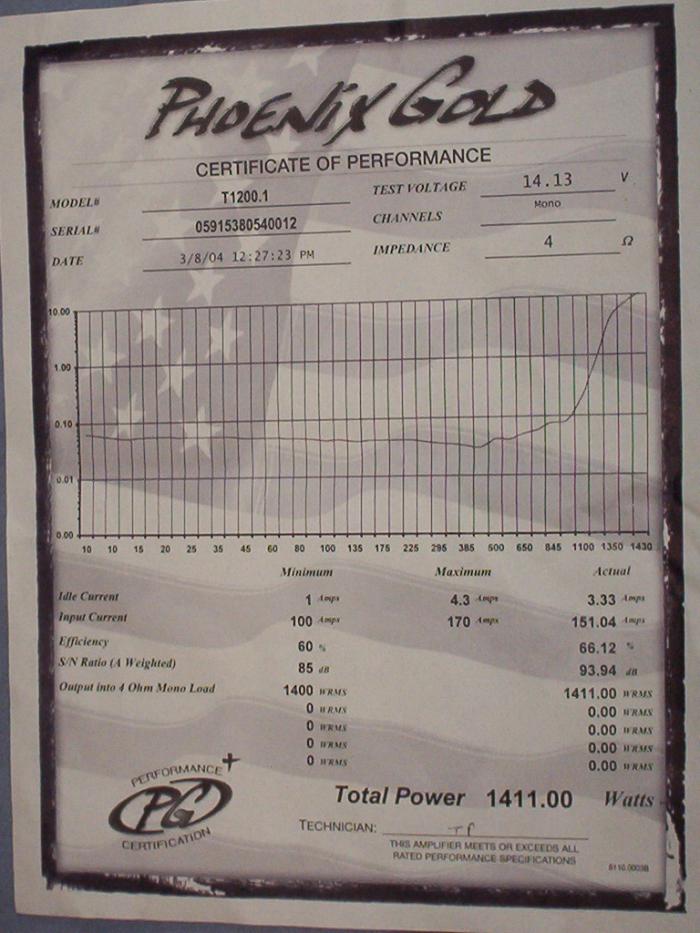 PHOENIX GOLD
CERTIFICATE OF PERFORMANCE
MODEL# T1200.1 TEST VOLTAGE 14.13 V
SERIAL# 05915380540012 CHANNELS Mono
DATE 3/8/04 12:27:23 PM IMPEDANCE 4 Ω
10.00
1.00
0.10
0.01
0.00
10 10 15 20 25 35 45 60 80 100 135 175 225 295 385 500 650 845 1100 1350 1430
Minimum Maximum Actual
Idle Current 1 Amps 4.3 Amps 3.33 Amps
Input Current 100 Amps 170 Amps 151.04 Amps
Efficiency 60 % 66.12 %
S/N Ratio (A Weighted) 85 dB 93.94 dB
Output into 4 Ohm Mono Load 1400 WRMS 1411.00 WRMS
0 WRMS 0.00 WRMS
0 WRMS 0.00 WRMS
0 WRMS 0.00 WRMS
0 WRMS 0.00 WRMS
PERFORMANCE +
PG
CERTIFICATION
Total Power 1411.00 Watts
TECHNICIAN:
THIS AMPLIFIER MEETS OR EXCEEDS ALL
RATED PERFORMANCE SPECIFICATIONS